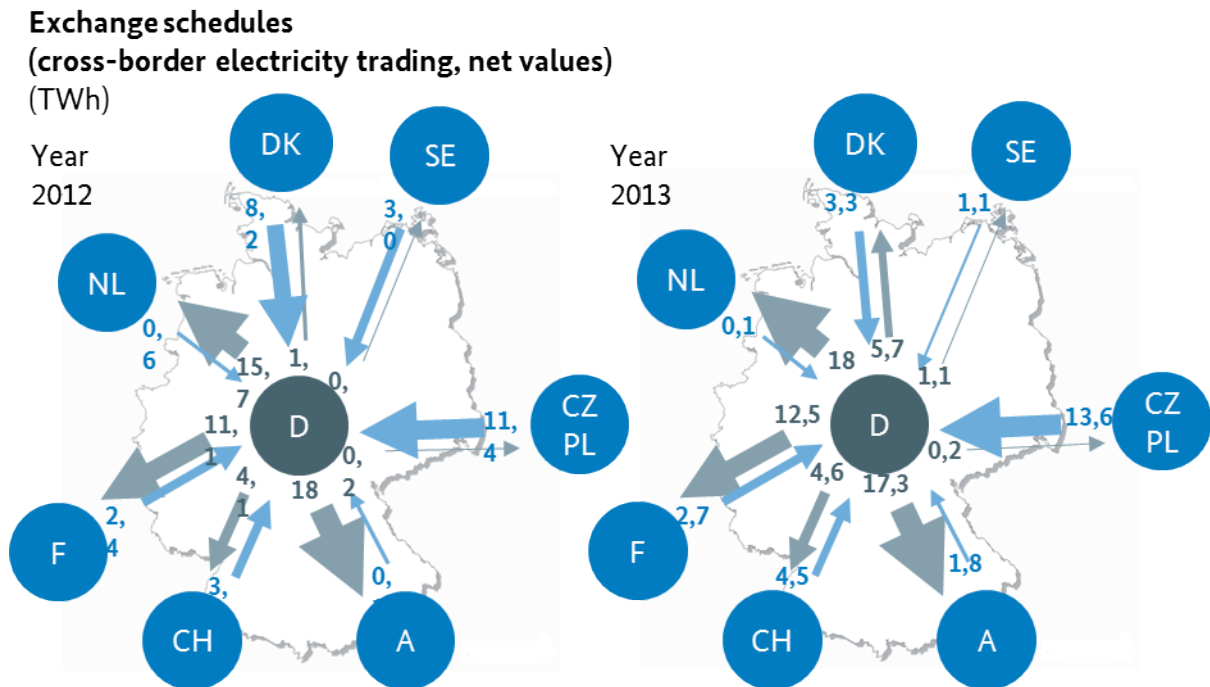 Exchange schedules
(cross-border electricity trading, net values)
(TWh)
Year
2012
DK
SE
NL
8,
2
3,
0
0,
6
15,
7
1,
0,
11,
1
D
11,
4
CZ
PL
0,
2
4,
1
18
2,
4
F
3,
0,
CH
A
Year
2013
DK
SE
NL
3,3
1,1
0,1
18
5,7
1,1
12,5
D
13,6
CZ
PL
0,2
4,6
17,3
2,7
F
4,5
1,8
CH
A